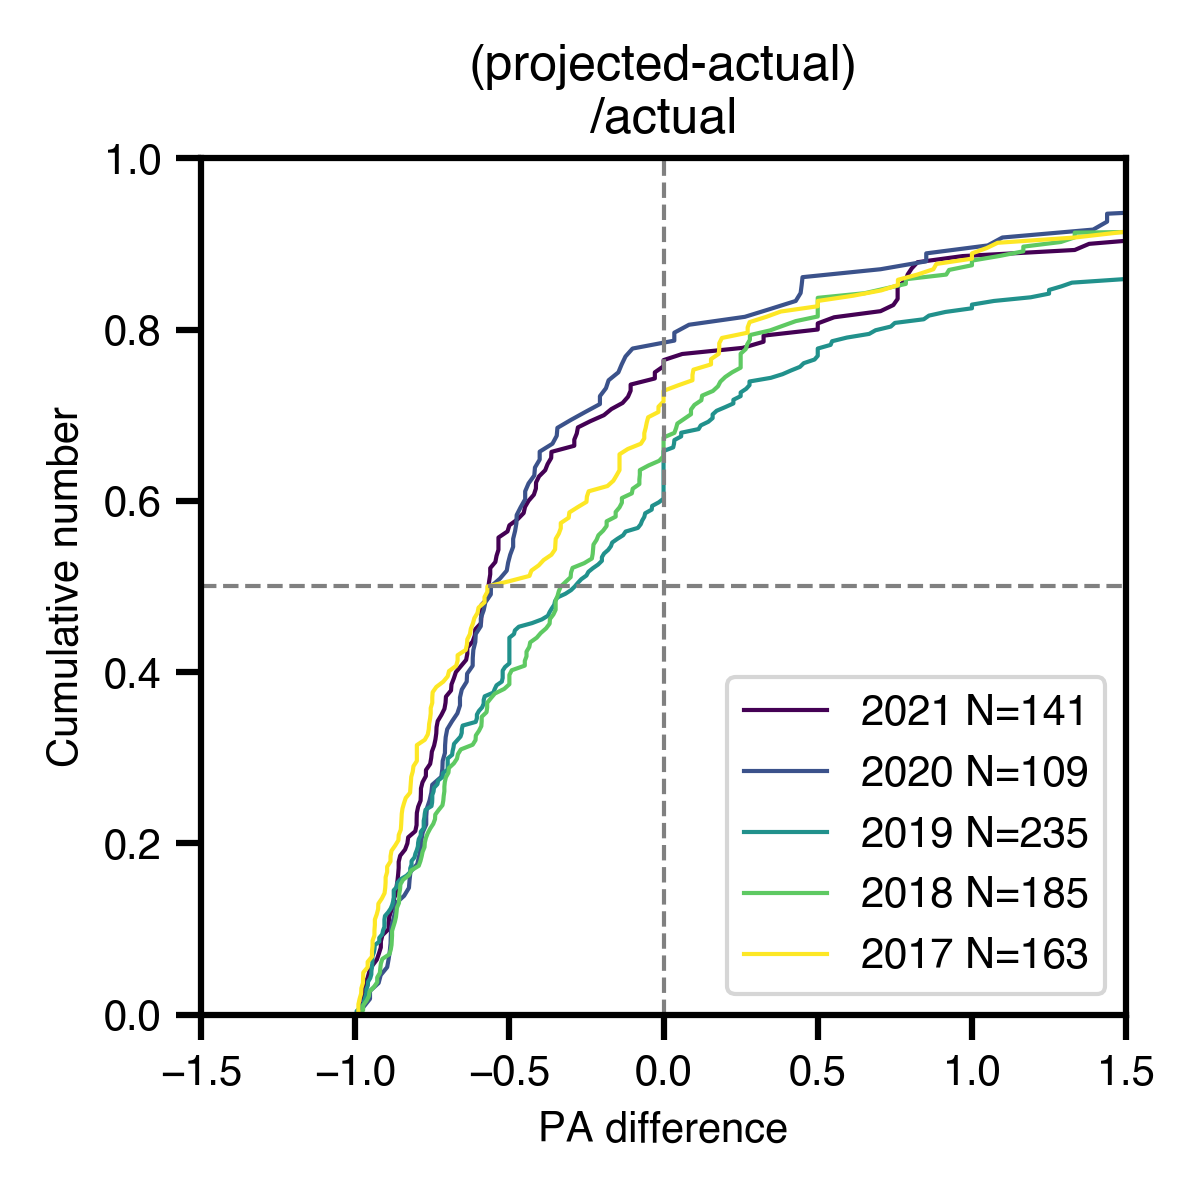 (projected-actual)
/actual
1.0
0.8
0.6
0.4
0.2
0.0
Cumulative number
2021 N=141
2020 N=109
2019 N=235
2018 N=185
2017 N=163
−1.5 −1.0 −0.5 0.0 0.5 1.0 1.5
PA difference